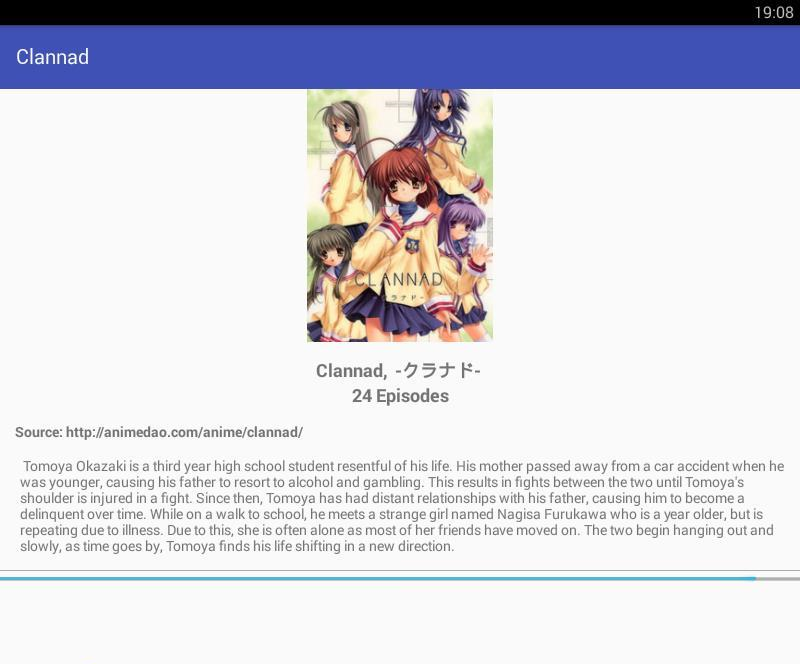 19:08
Clannad
CLANNAD
-クラナド-
Clannad, -クラナド-
24 Episodes
Source: http://animedao.com/anime/clannad/
Tomoya Okazaki is a third year high school student resentful of his life. His mother passed away from a car accident when he
was younger, causing his father to resort to alcohol and gambling. This results in fights between the two until Tomoya's
shoulder is injured in a fight. Since then, Tomoya has had distant relationships with his father, causing him to become a
delinquent over time. While on a walk to school, he meets a strange girl named Nagisa Furukawa who is a year older, but is
repeating due to illness. Due to this, she is often alone as most of her friends have moved on. The two begin hanging out and
slowly, as time goes by, Tomoya finds his life shifting in a new direction.